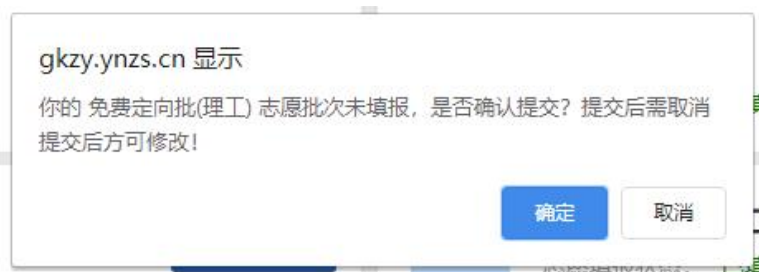 gkzy.ynzs.cn 显示
你的 免费定向批(理工) 志愿批次未填报，是否确认提交？提交后需取消
提交后方可修改！
确定
取消